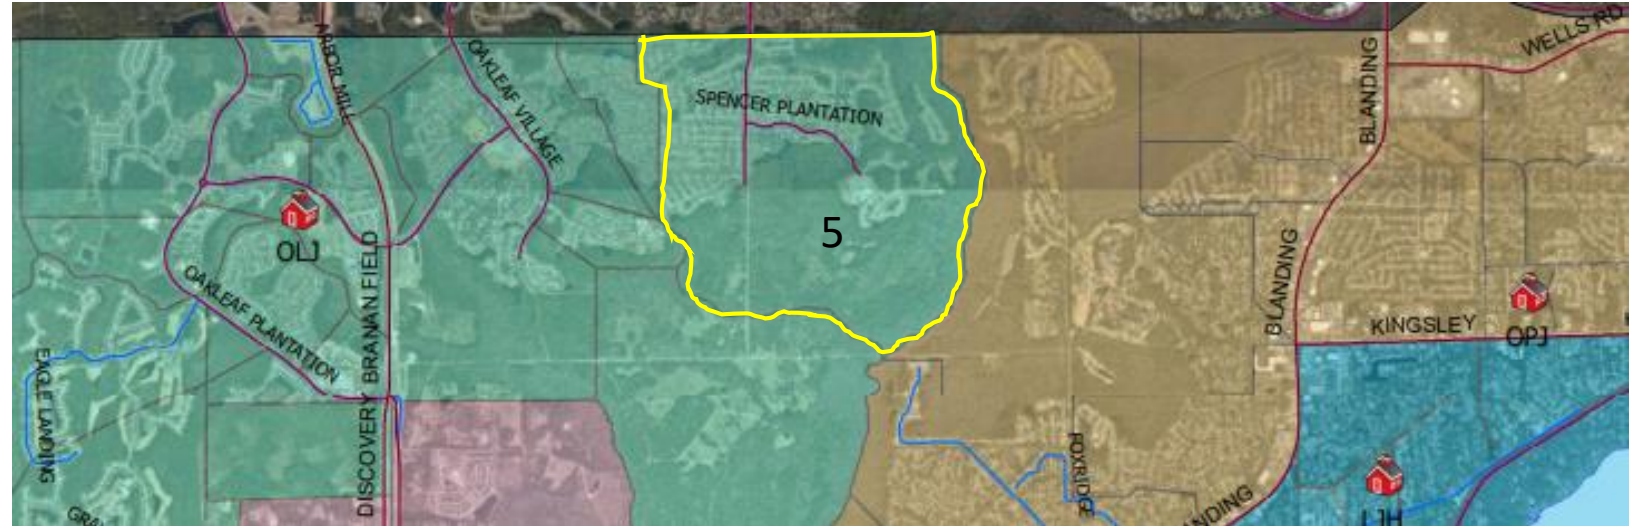 ARBOR MILL
OAKLEAF VILLAGE
SPENCER PLANTATION
BLANDING
WELLS RD
5
OLJ
OAKLEAF PLANTATION
DISCOVERY BRANAN FIELD
EAGLE LANDING
BLANDING
KINGSLEY
OPJ
FOXRIDGE
LJH